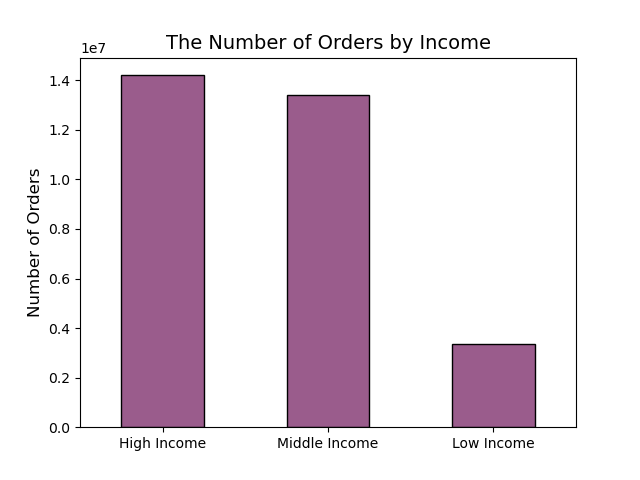 The Number of Orders by Income
1e7
1.4
1.2
1.0
0.8
0.6
0.4
0.2
0.0
Number of Orders
High Income
Middle Income
Low Income